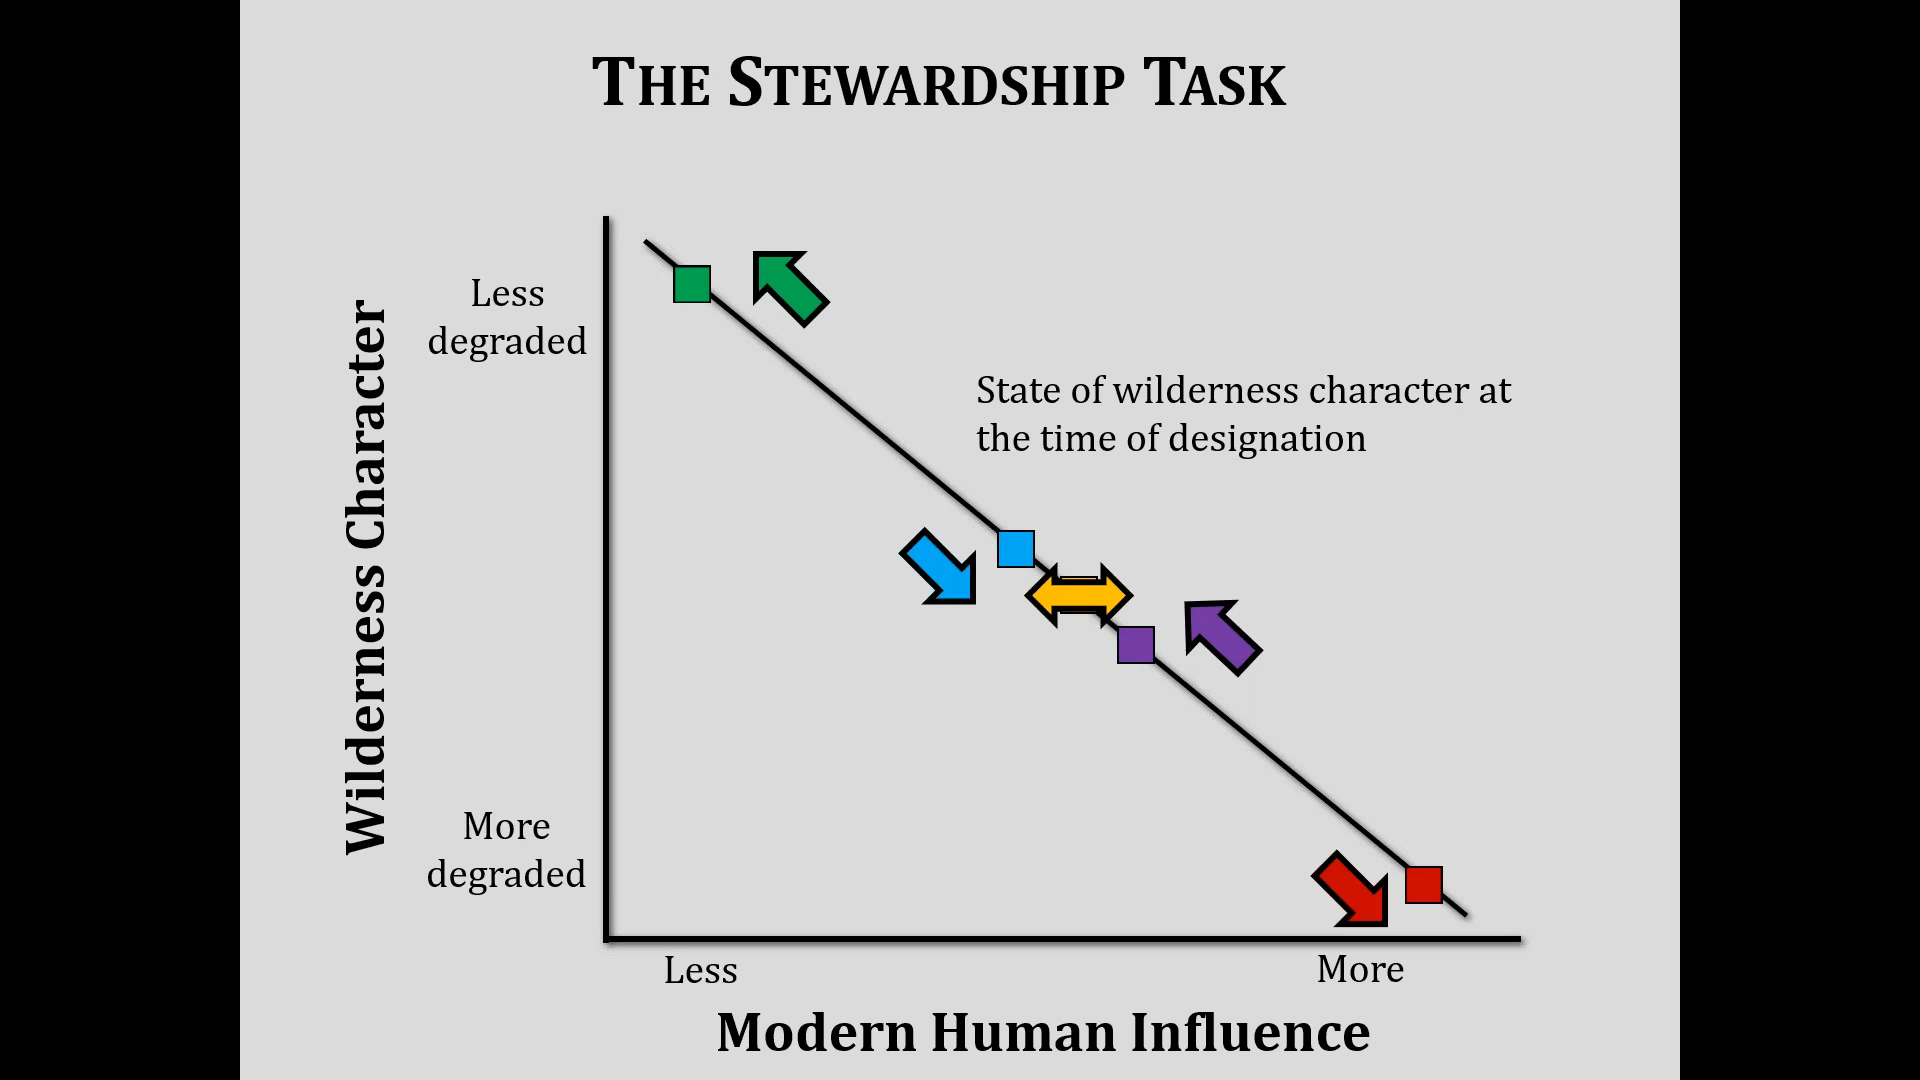 THE STEWARDSHIP TASK
Less
degraded
State of wilderness character at
the time of designation
Wilderness Character
More
degraded
Less
More
Modern Human Influence